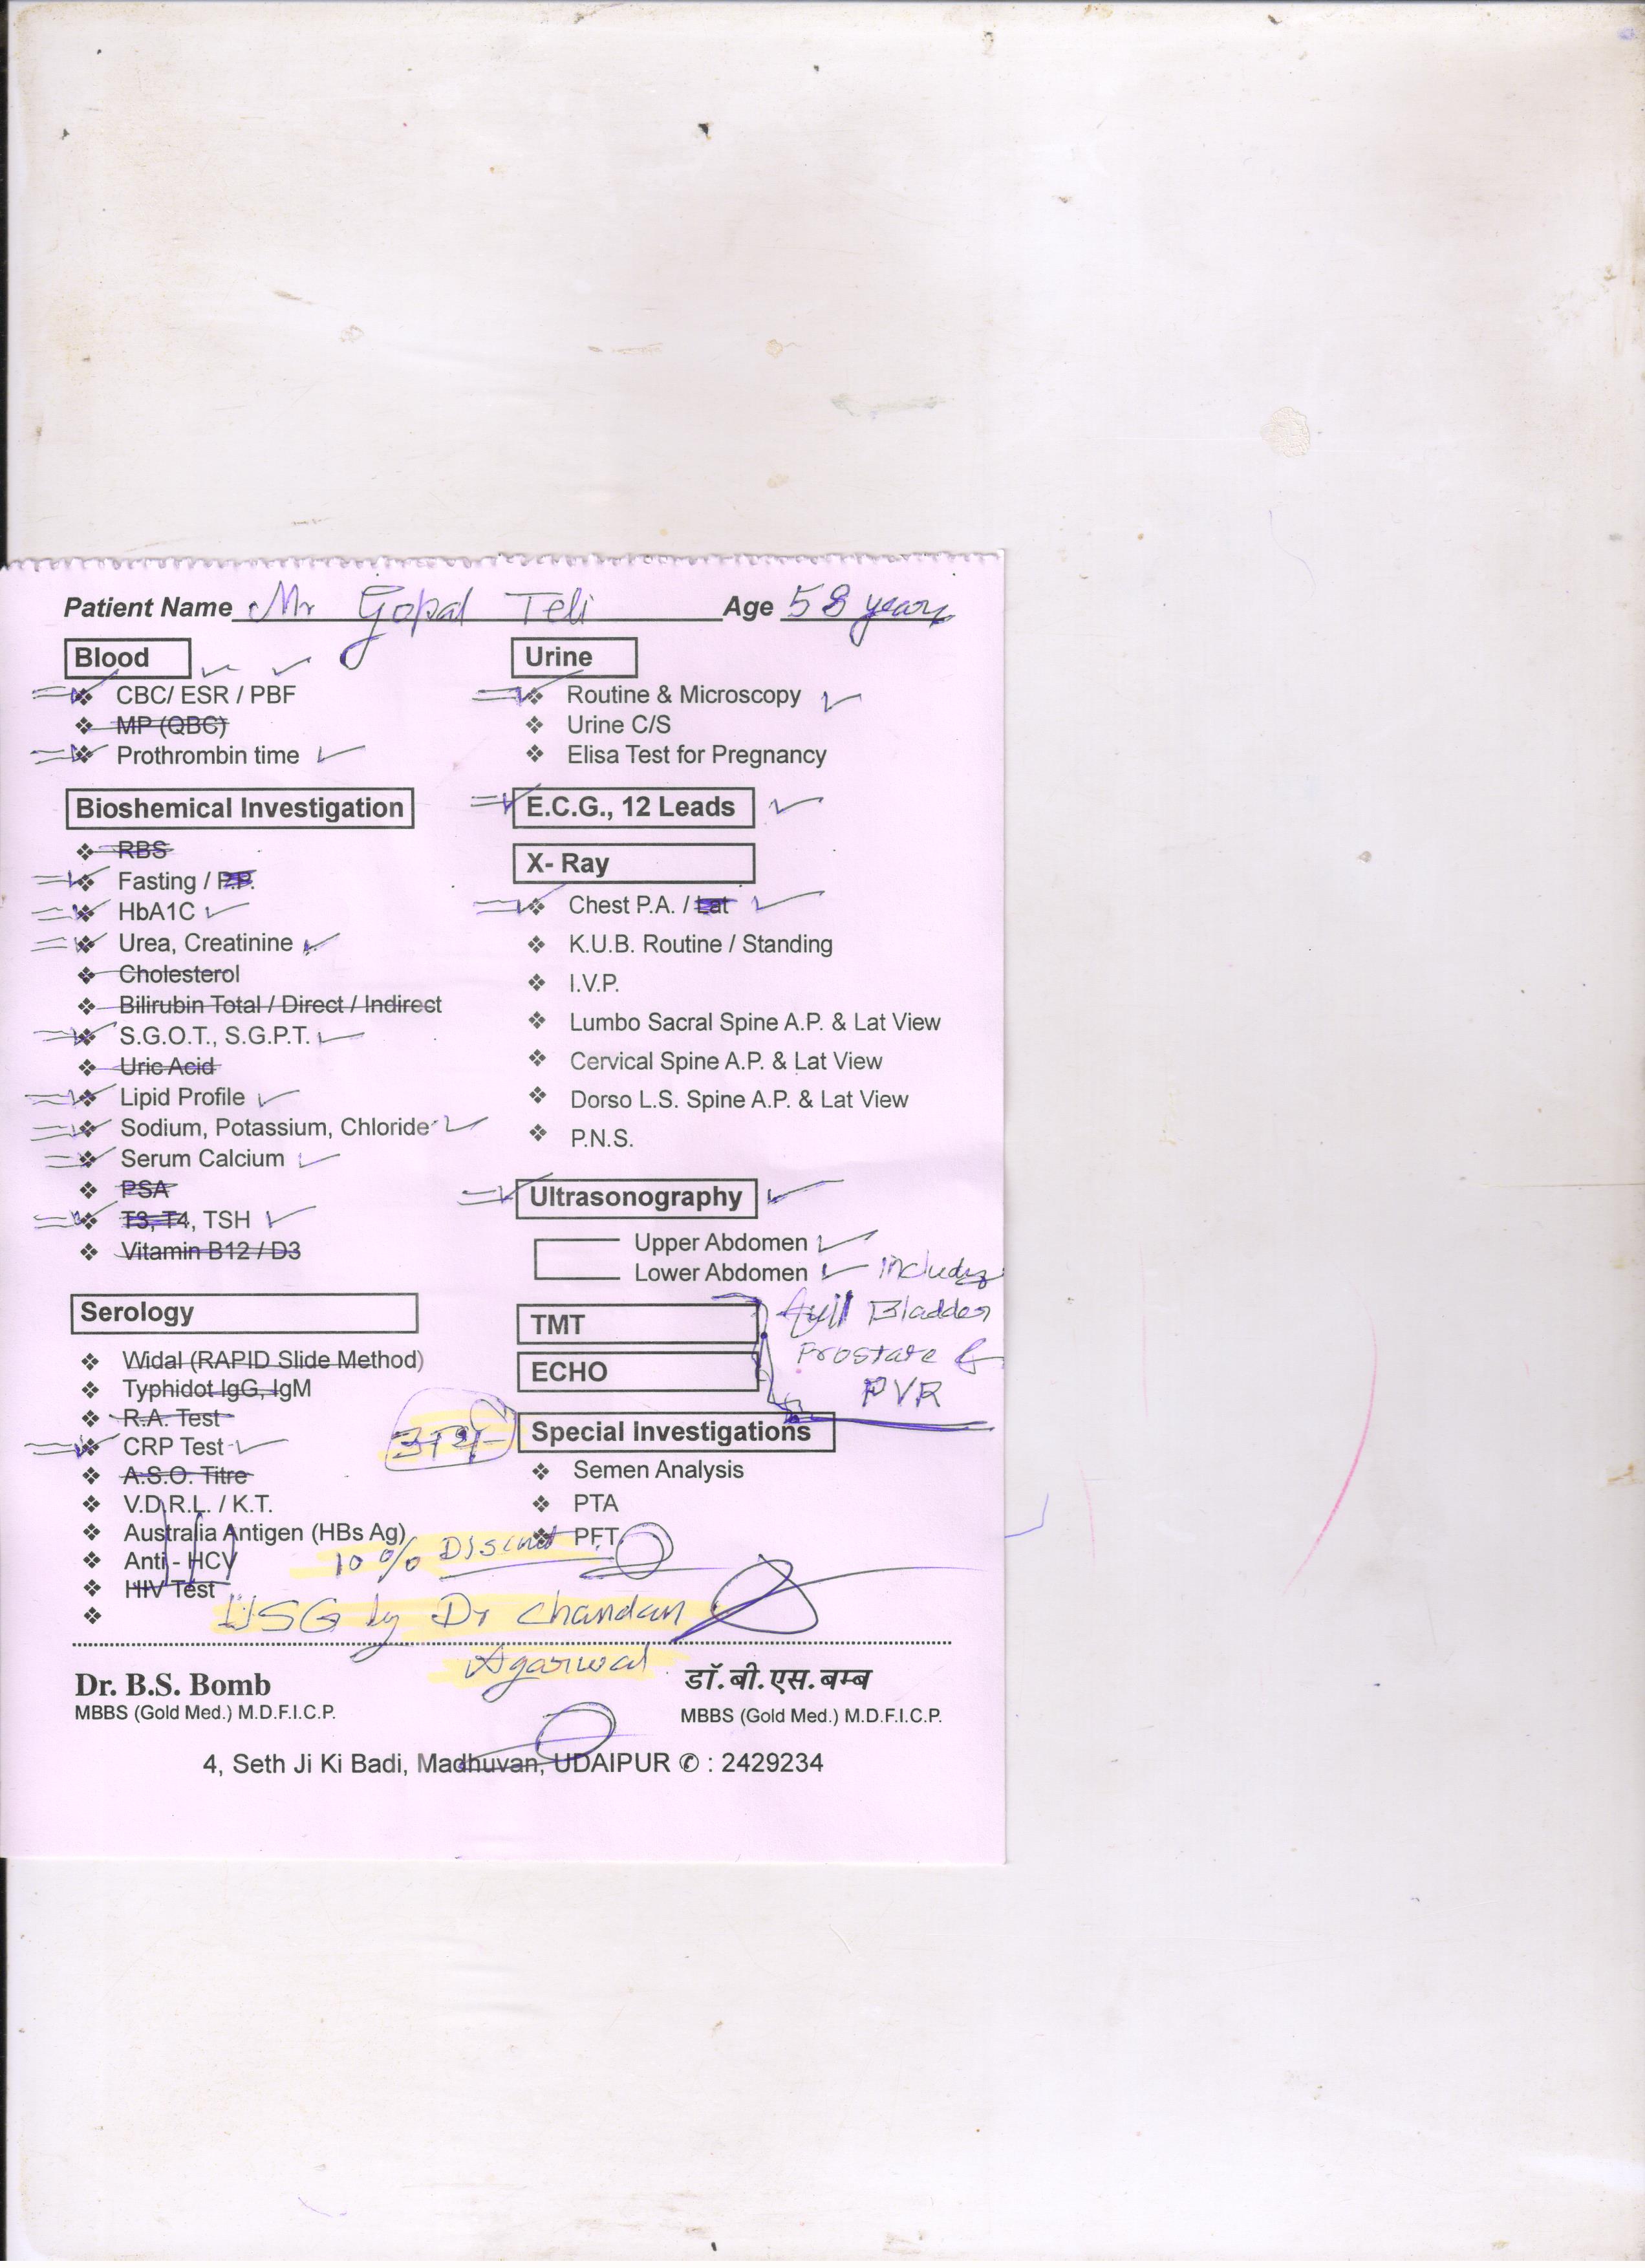 Patient Name Mr Gopal Teli Age 58 years
Blood
CBC/ ESR / PBF
MP (QBC)
Prothrombin time
Bioshemical Investigation
RBS
Fasting / P.P.
HbA1C
Urea, Creatinine
Cholesterol
Bilirubin Total / Direct / Indirect
S.G.O.T., S.G.P.T.
Uric Acid
Lipid Profile
Sodium, Potassium, Chloride
Serum Calcium
PSA
T3, T4, TSH
Vitamin B12 / D3
Serology
Widal (RAPID Slide Method)
Typhidot IgG, IgM
R.A. Test
CRP Test
A.S.O. Titre
V.D.R.L. / K.T.
Australia Antigen (HBs Ag)
Anti - HCV
HIV Test
Urine
Routine & Microscopy
Urine C/S
Elisa Test for Pregnancy
E.C.G., 12 Leads
X- Ray
Chest P.A. / Lat
K.U.B. Routine / Standing
I.V.P.
Lumbo Sacral Spine A.P. & Lat View
Cervical Spine A.P. & Lat View
Dorso L.S. Spine A.P. & Lat View
P.N.S.
Ultrasonography
Upper Abdomen
Lower Abdomen
Full Bladder
Prostate &
PVR
TMT
ECHO
Special Investigations
Semen Analysis
PTA
PFT
10 %
USG by Dr Chandan
Agarwal
Dr. B.S. Bomb
MBBS (Gold Med.) M.D.F.I.C.P.
डॉ. बी. एस. बम्ब
MBBS (Gold Med.) M.D.F.I.C.P.
4, Seth Ji Ki Badi, Madhuvan, UDAIPUR ✆ : 2429234